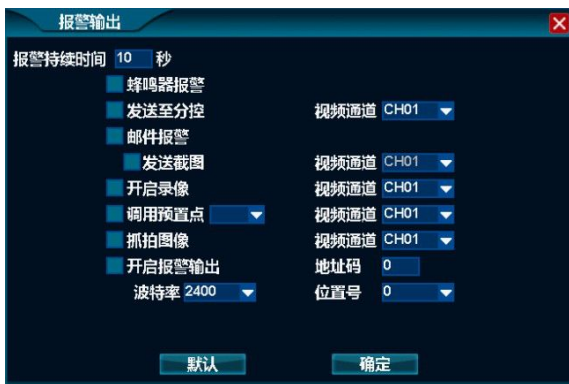 报警输出
报警持续时间 10 秒
蜂鸣器报警
发送至分控 视频通道 CH01
邮件报警
发送截图 视频通道 CH01
开启录像 视频通道 CH01
调用预置点 视频通道 CH01
抓拍图像 视频通道 CH01
开启报警输出 地址码 0
波特率 2400 位置号 0
默认 确定